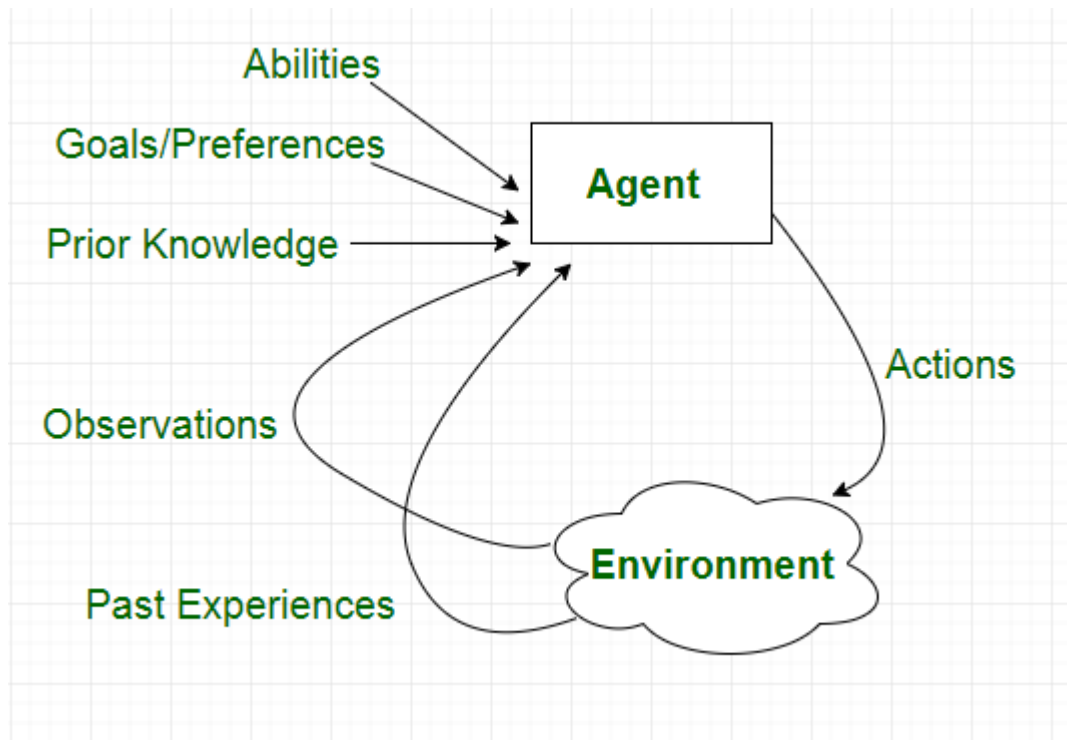 Abilities
Goals/Preferences
Agent
Prior Knowledge
Actions
Observations
Environment
Past Experiences